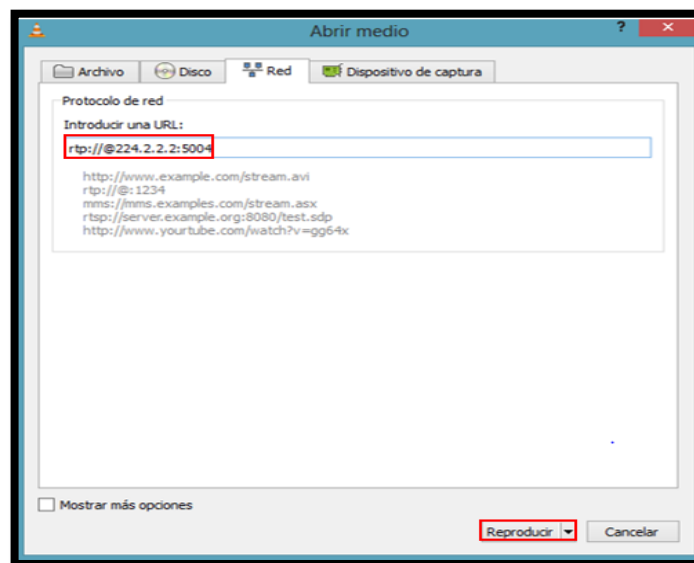 Abrir medio ? ×
Archivo Disco Red Dispositivo de captura
Protocolo de red
Introducir una URL:
rtp://@224.2.2.2:5004
http://www.example.com/stream.avi
rtp://@:1234
mms://mms.examples.com/stream.asx
rtsp://server.example.org:8080/test.sdp
http://www.yourtube.com/watch?v=gg64x
Mostrar más opciones
Reproducir Cancelar